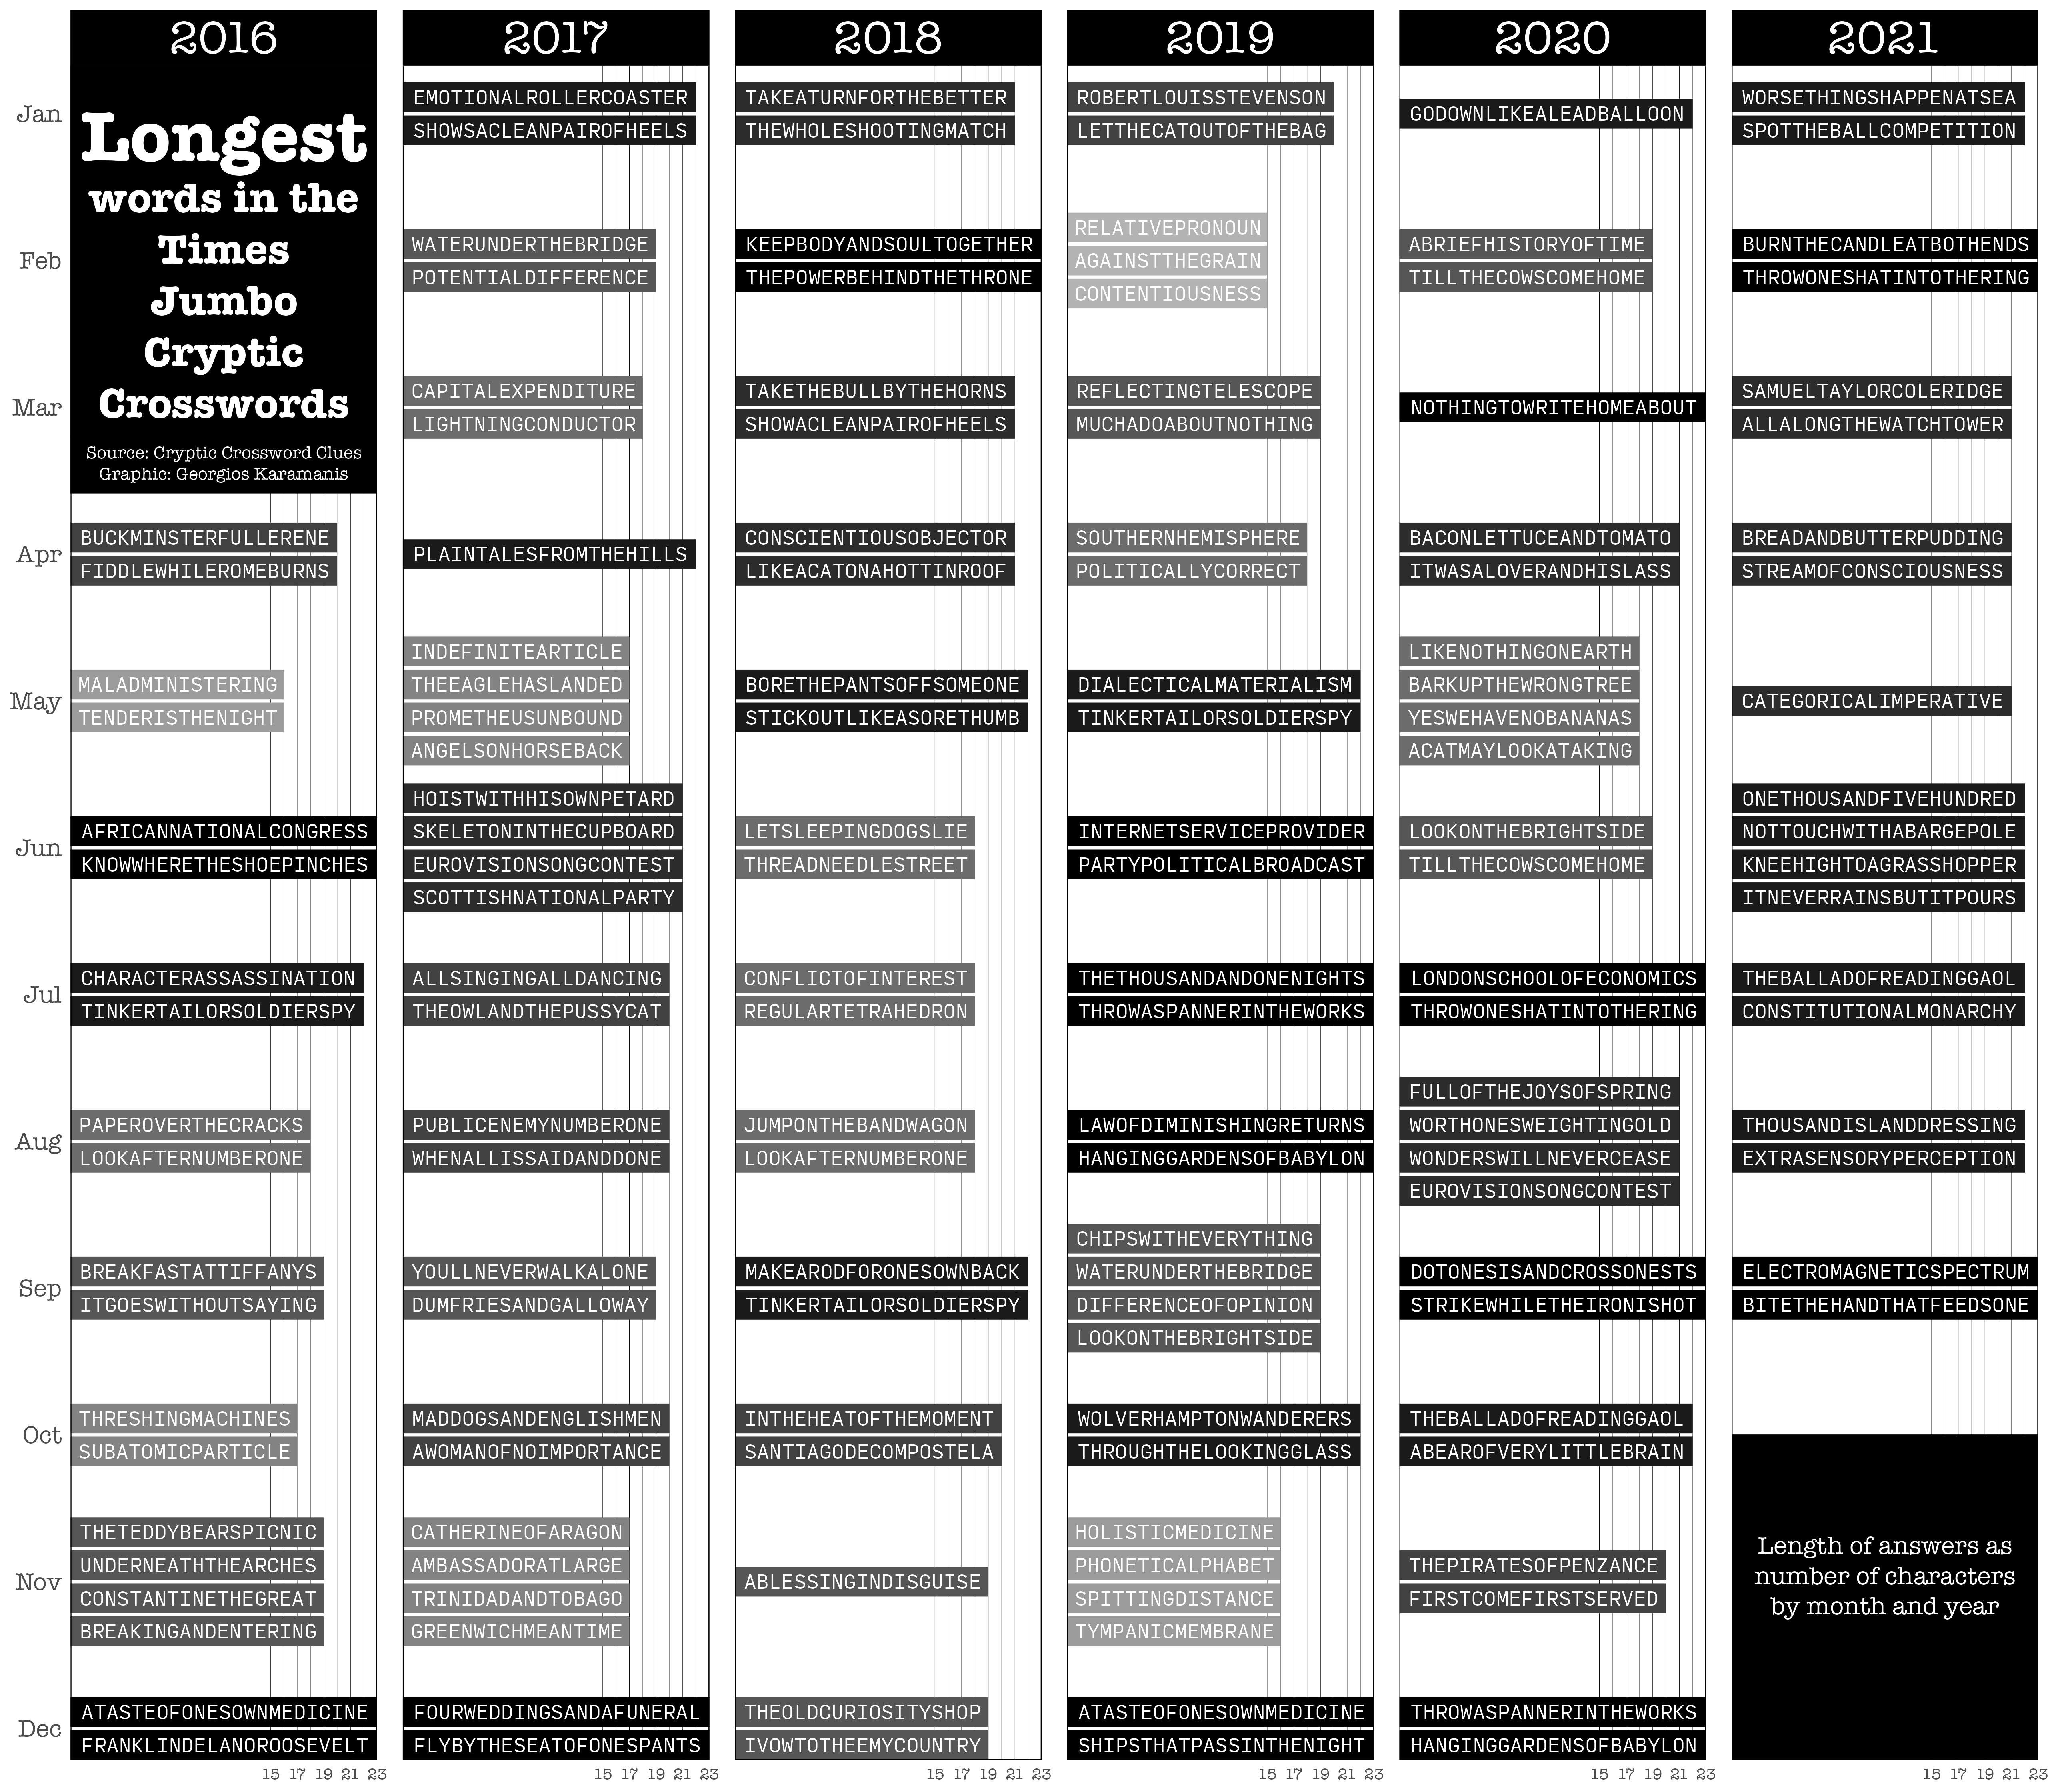 2016
Longest
words in the
Times
Jumbo
Cryptic
Crosswords
Source: Cryptic Crossword Clues
Graphic: Georgios Karamanis
BUCKMINSTERFULLERENE
FIDDLEWHILEROMEBURNS
MALADMINISTERING
TENDERISTHENIGHT
AFRICANNATIONALCONGRESS
KNOWWHERETHESHOEPINCHES
CHARACTERASSASSINATION
TINKERTAILORSOLDIERSPY
PAPEROVERTHECRACKS
LOOKAFTERNUMBERONE
BREAKFASTATTIFFANYS
ITGOESWITHOUTSAYING
THRESHINGMACHINES
SUBATOMICPARTICLE
THETEDDYBEARSPICNIC
UNDERNEATHTHEARCHES
CONSTANTINETHEGREAT
BREAKINGANDENTERING
ATASTEOFONESOWNMEDICINE
FRANKLINDELANOROOSEVELT
15 17 19 21 23
Jan
Feb
Mar
Apr
May
Jun
Jul
Aug
Sep
Oct
Nov
Dec
2017
EMOTIONALROLLERCOASTER
SHOWSACLEANPAIROFHEELS
WATERUNDERTHEBRIDGE
POTENTIALDIFFERENCE
CAPITALEXPENDITURE
LIGHTNINGCONDUCTOR
PLAINTALESFROMTHEHILLS
INDEFINITEARTICLE
THEEAGLEHASLANDED
PROMETHEUSUNBOUND
ANGELSONHORSEBACK
HOISTWITHHISOWNPETARD
SKELETONINTHECUPBOARD
EUROVISIONSONGCONTEST
SCOTTISHNATIONALPARTY
ALLSINGINGALLDANCING
THEOWLANDTHEPUSSYCAT
PUBLICENEMYNUMBERONE
WHENALLISSAIDANDDONE
YOULLNEVERWALKALONE
DUMFRIESANDGALLOWAY
MADDOGSANDENGLISHMEN
AWOMANOFNOIMPORTANCE
CATHERINEOFARAGON
AMBASSADORATLARGE
TRINIDADANDTOBAGO
GREENWICHMEANTIME
FOURWEDDINGSANDAFUNERAL
FLYBYTHESEATOFONESPANTS
15 17 19 21 23
2018
TAKEATURNFORTHEBETTER
THEWHOLESHOOTINGMATCH
KEEPBODYANDSOULTOGETHER
THEPOWERBEHINDTHETHRONE
TAKETHEBULLBYTHEHORNS
SHOWACLEANPAIROFHEELS
CONSCIENTIOUSOBJECTOR
LIKEACATONAHOTTINROOF
BORETHEPANTSOFFSOMEONE
STICKOUTLIKEASORETHUMB
LETSLEEPINGDOGSLIE
THREADNEEDLESTREET
CONFLICTOFINTEREST
REGULARTETRAHEDRON
JUMPONTHEBANDWAGON
LOOKAFTERNUMBERONE
MAKEARODFORONESOWNBACK
TINKERTAILORSOLDIERSPY
INTHEHEATOFTHEMOMENT
SANTIAGODECOMPOSTELA
ABLESSINGINDISGUISE
THEOLDCURIOSITYSHOP
IVOWTOTHEEMYCOUNTRY
15 17 19 21 23
2019
ROBERTLOUISSTEVENSON
LETTHECATOUTOFTHEBAG
RELATIVEPRONOUN
AGAINSTTHEGRAIN
CONTENTIOUSNESS
REFLECTINGTELESCOPE
MUCHADOABOUTNOTHING
SOUTHERNHEMISPHERE
POLITICALLYCORRECT
DIALECTICALMATERIALISM
TINKERTAILORSOLDIERSPY
INTERNETSERVICEPROVIDER
PARTYPOLITICALBROADCAST
THETHOUSANDANDONENIGHTS
THROWASPANNERINTHEWORKS
LAWOFDIMINISHINGRETURNS
HANGINGGARDENSOFBABYLON
CHIPSWITHEVERYTHING
WATERUNDERTHEBRIDGE
DIFFERENCEOFOPINION
LOOKONTHEBRIGHTSIDE
WOLVERHAMPTONWANDERERS
THROUGHTHELOOKINGGLASS
HOLISTICMEDICINE
PHONETICALPHABET
SPITTINGDISTANCE
TYMPANICMEMBRANE
ATASTEOFONESOWNMEDICINE
SHIPSTHATPASSINTHENIGHT
15 17 19 21 23
2020
GODOWNLIKEALEADBALLOON
ABRIEFHISTORYOFTIME
TILLTHECOWSCOMEHOME
NOTHINGTOWRITEHOMEABOUT
BACONLETTUCEANDTOMATO
ITWASALOVERANDHISLASS
LIKENOTHINGONEARTH
BARKUPTHEWRONGTREE
YESWEHAVENOBANANAS
ACATMAYLOOKATAKING
LOOKONTHEBRIGHTSIDE
TILLTHECOWSCOMEHOME
LONDONSCHOOLOFECONOMICS
THROWONESHATINTOTHERING
FULLOFTHEJOYSOFSPRING
WORTHONESWEIGHTINGOLD
WONDERSWILLNEVERCEASE
EUROVISIONSONGCONTEST
DOTONESISANDCROSSONESTS
STRIKEWHILETHEIRONISHOT
THEBALLADOFREADINGGAOL
ABEAROFVERYLITTLEBRAIN
THEPIRATESOFPENZANCE
FIRSTCOMEFIRSTSERVED
THROWASPANNERINTHEWORKS
HANGINGGARDENSOFBABYLON
15 17 19 21 23
2021
WORSETHINGSHAPPENATSEA
SPOTTHEBALLCOMPETITION
BURNTHECANDLEATBOTHENDS
THROWONESHATINTOTHERING
SAMUELTAYLORCOLERIDGE
ALLALONGTHEWATCHTOWER
BREADANDBUTTERPUDDING
STREAMOFCONSCIOUSNESS
CATEGORICALIMPERATIVE
ONETHOUSANDFIVEHUNDRED
NOTTOUCHWITHABARGEPOLE
KNEEHIGHTOAGRASSHOPPER
ITNEVERRAINSBUTITPOURS
THEBALLADOFREADINGGAOL
CONSTITUTIONALMONARCHY
THOUSANDISLANDDRESSING
EXTRASENSORYPERCEPTION
ELECTROMAGNETICSPECTRUM
BITETHEHANDTHATFEEDSONE
Length of answers as
number of characters
by month and year
15 17 19 21 23